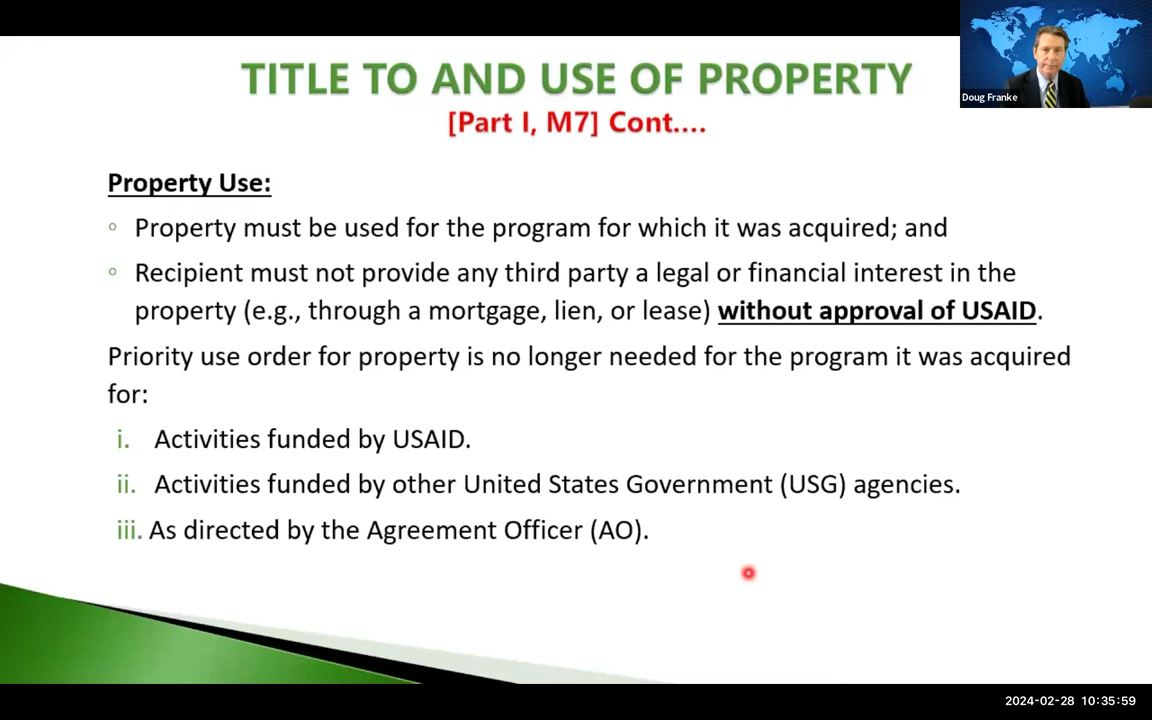 TITLE TO AND USE OF PROPERTY
Doug Franke
[Part I, M7] Cont....
Property Use:
◦ Property must be used for the program for which it was acquired; and
◦ Recipient must not provide any third party a legal or financial interest in the
property (e.g., through a mortgage, lien, or lease) without approval of USAID.
Priority use order for property is no longer needed for the program it was acquired
for:
i. Activities funded by USAID.
ii. Activities funded by other United States Government (USG) agencies.
iii. As directed by the Agreement Officer (AO).
2024-02-28 10:35:59